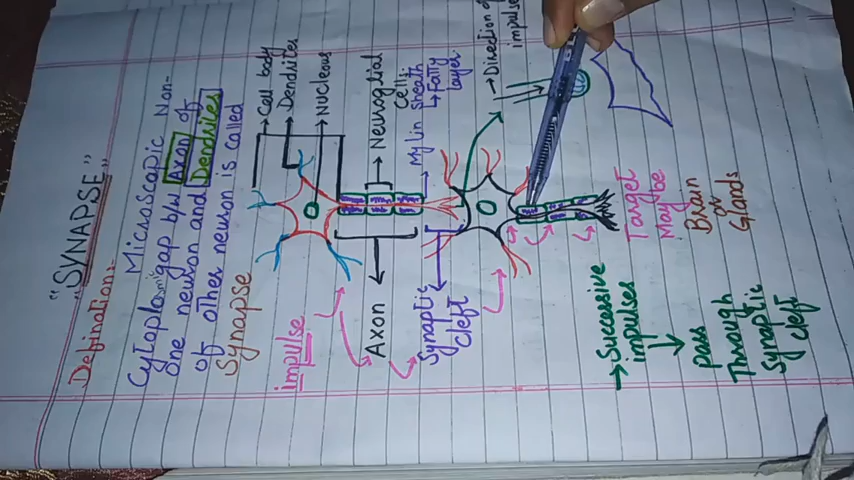 "SYNAPSE"
Defination:-
Microscopic Non-
Cytoplasmic gap b/w Axon of
one neuron and Dendrites
of other neuron is called
Synapse
Cell body
Dendrites
Nucleous
Neuroglial
Cells
Mylin sheath
Fatty
layer
Direction of
impulse
impulse
Axon
Synaptic
cleft
Target
May be
Brain
or
Glands
Successive
impulses
pass
Through
Synaptic
cleft